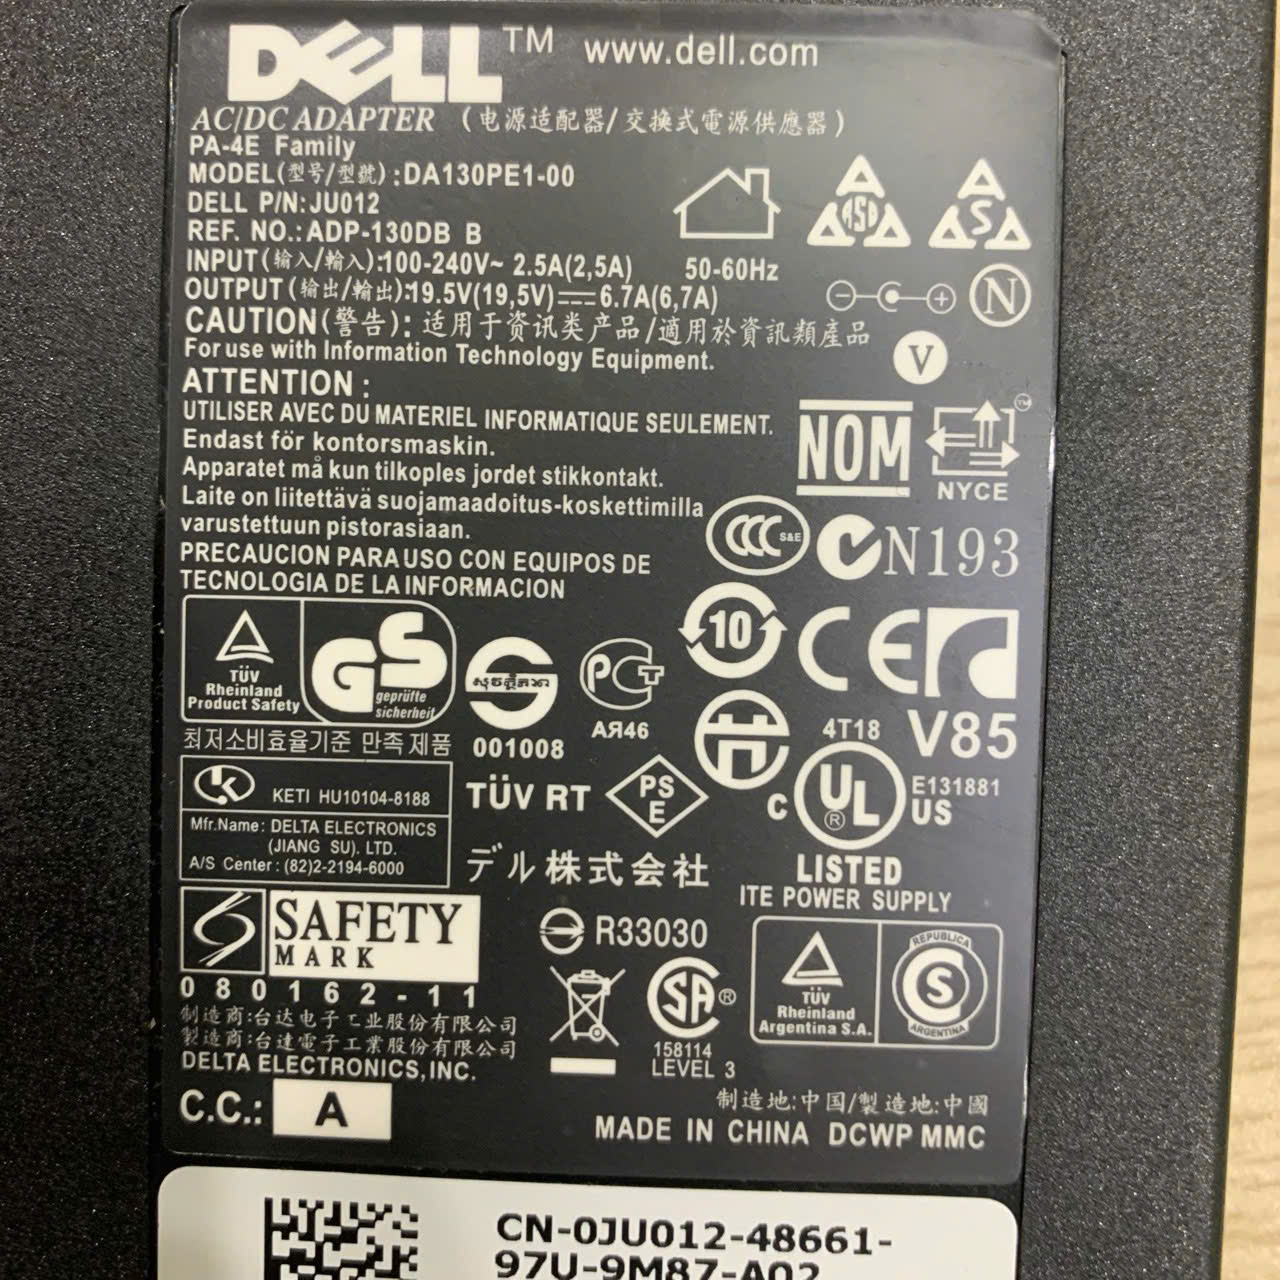 DELL™ www.dell.com
AC/DC ADAPTER (电源适配器/交换式電源供應器)
PA-4E Family
MODEL(型号/型號):DA130PE1-00
DELL P/N:JU012
REF. NO.:ADP-130DB B
INPUT(输入/輸入):100-240V~ 2.5A(2,5A) 50-60Hz
OUTPUT(输出/輸出):19.5V(19,5V)⎓6.7A(6,7A)
CAUTION(警告): 适用于资讯类产品/適用於資訊類產品
For use with Information Technology Equipment.
ATTENTION :
UTILISER AVEC DU MATERIEL INFORMATIQUE SEULEMENT.
Endast för kontorsmaskin.
Apparatet må kun tilkoples jordet stikkontakt.
Laite on liitettävä suojamaadoitus-koskettimilla
varustettuun pistorasiaan.
PRECAUCION PARA USO CON EQUIPOS DE
TECNOLOGIA DE LA INFORMACION
ASD
S
N
V
NOM
™
NYCE
CCC S&E
N193
TÜV
Rheinland
Product Safety
GS
geprüfte
sicherheit
001008
PCT
АЯ46
10
CE
V85
최저소비효율기준 만족 제품
KETI HU10104-8188
Mfr.Name: DELTA ELECTRONICS
(JIANG SU). LTD.
A/S Center : (82)2-2194-6000
TÜV RT
PS
E
4T18
C UL ® US
E131881
LISTED
ITE POWER SUPPLY
デル株式会社
SAFETY
MARK
080162-11
R33030
SA ®
158114
LEVEL 3
TÜV
Rheinland
Argentina S.A.
REPUBLICA
S
ARGENTINA
制造商:台达电子工业股份有限公司
製造商:台達電子工業股份有限公司
DELTA ELECTRONICS,INC.
C.C.: A
制造地:中国/製造地:中國
MADE IN CHINA DCWP MMC
CN-0JU012-48661-
97U-9M87-A02